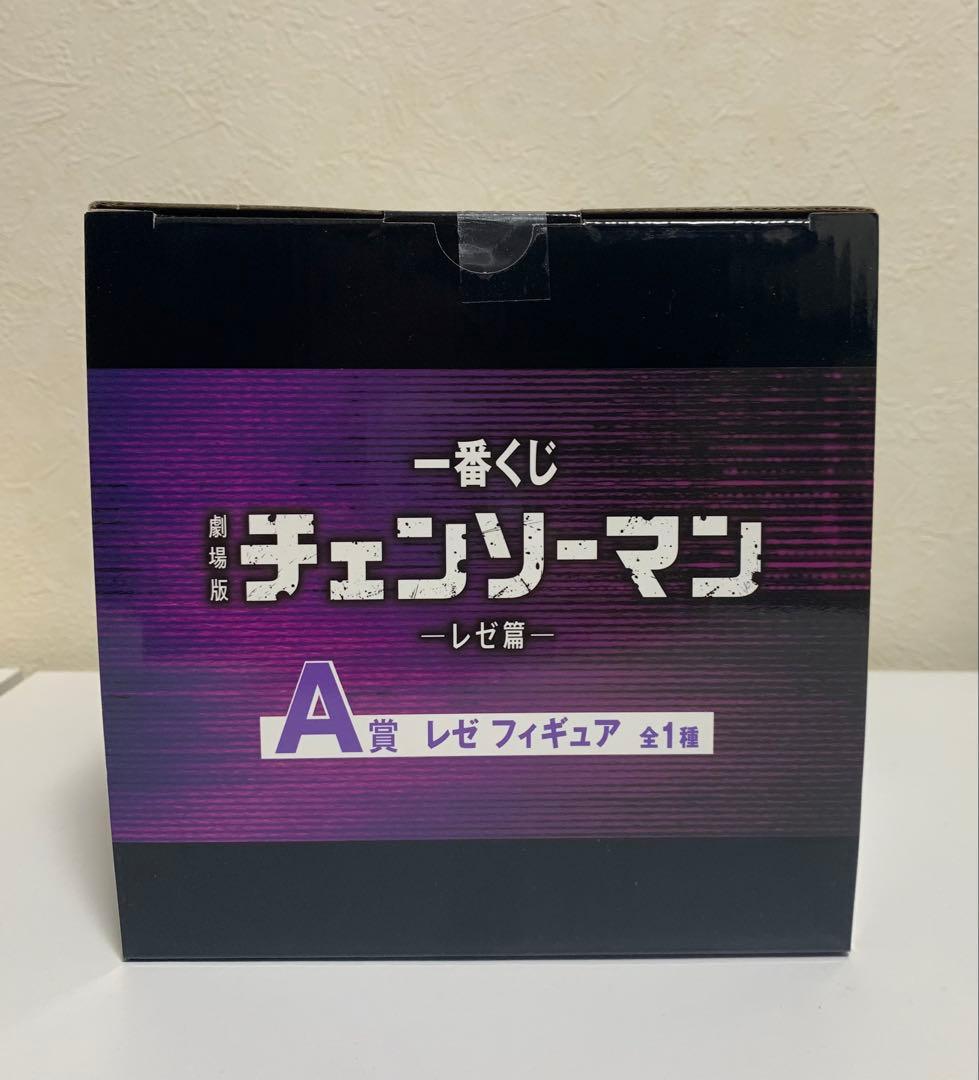 一番くじ
劇場版 チェンソーマン
—レゼ篇—
A賞 レゼ フィギュア 全1種